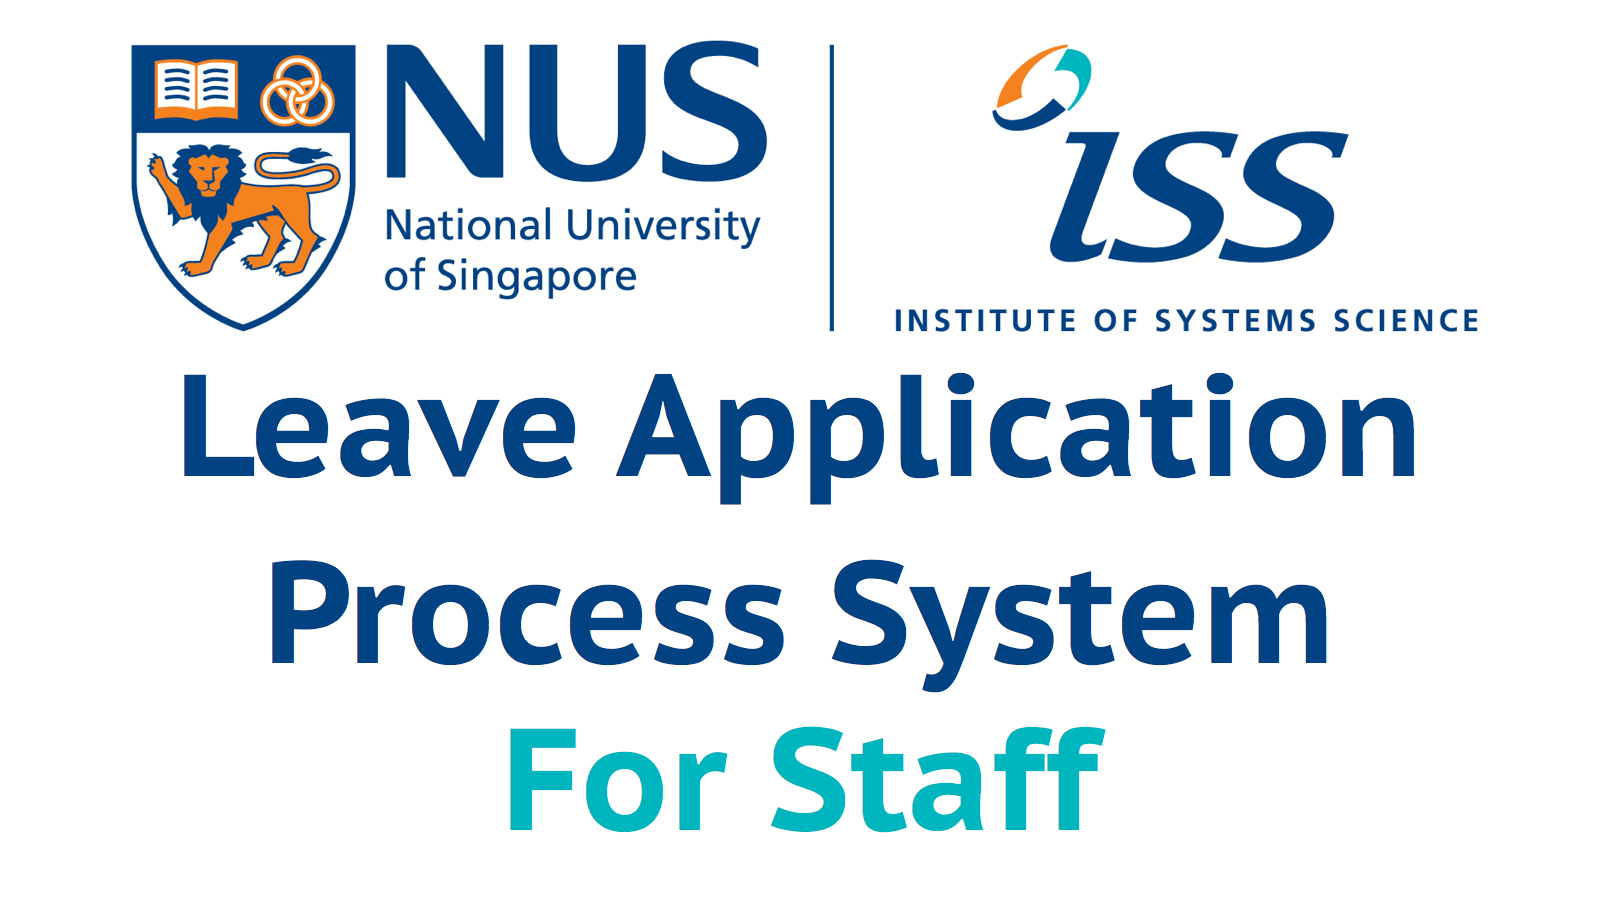 NUS
National University
of Singapore
iss
INSTITUTE OF SYSTEMS SCIENCE
Leave Application
Process System
For Staff